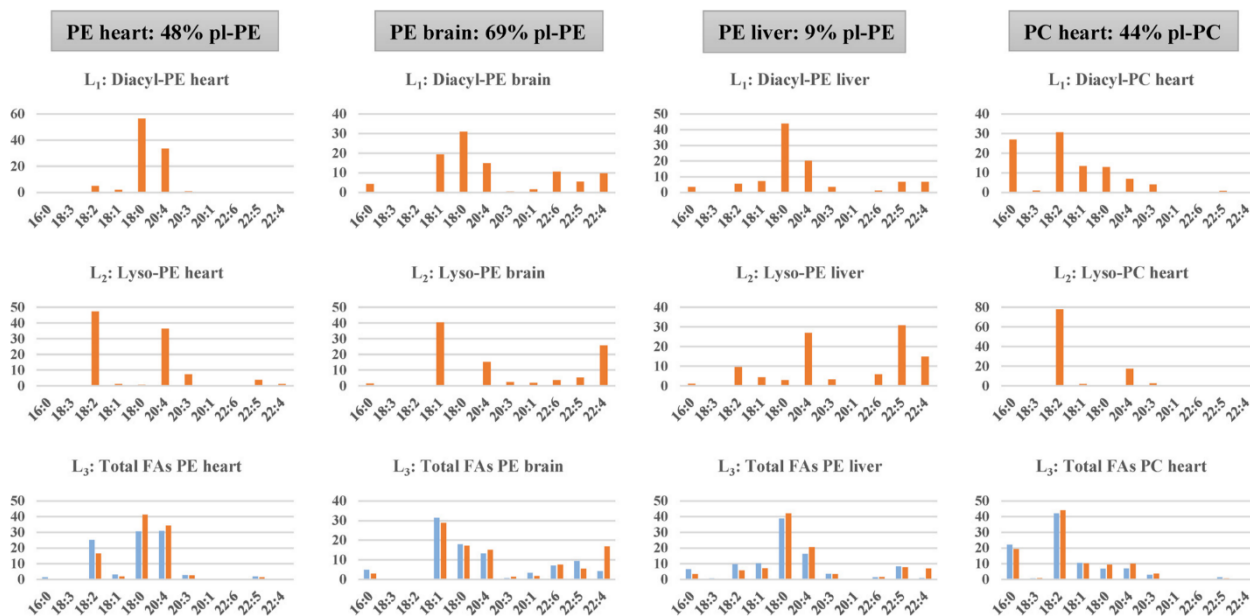 PE heart: 48% pl-PE
PE brain: 69% pl-PE
PE liver: 9% pl-PE
PC heart: 44% pl-PC
L₁: Diacyl-PE heart
60
40
20
0
16:0 18:3 18:2 18:1 18:0 20:4 20:3 20:1 22:6 22:5 22:4
L₁: Diacyl-PE brain
40
30
20
10
0
16:0 18:3 18:2 18:1 18:0 20:4 20:3 20:1 22:6 22:5 22:4
L₁: Diacyl-PE liver
50
40
30
20
10
0
16:0 18:3 18:2 18:1 18:0 20:4 20:3 20:1 22:6 22:5 22:4
L₁: Diacyl-PC heart
40
30
20
10
0
16:0 18:3 18:2 18:1 18:0 20:4 20:3 20:1 22:6 22:5 22:4
L₂: Lyso-PE heart
50
40
30
20
10
0
16:0 18:3 18:2 18:1 18:0 20:4 20:3 20:1 22:6 22:5 22:4
L₂: Lyso-PE brain
50
40
30
20
10
0
16:0 18:3 18:2 18:1 18:0 20:4 20:3 20:1 22:6 22:5 22:4
L₂: Lyso-PE liver
40
30
20
10
0
16:0 18:3 18:2 18:1 18:0 20:4 20:3 20:1 22:6 22:5 22:4
L₂: Lyso-PC heart
80
60
40
20
0
16:0 18:3 18:2 18:1 18:0 20:4 20:3 20:1 22:6 22:5 22:4
L₃: Total FAs PE heart
50
40
30
20
10
0
16:0 18:3 18:2 18:1 18:0 20:4 20:3 20:1 22:6 22:5 22:4
L₃: Total FAs PE brain
40
30
20
10
0
16:0 18:3 18:2 18:1 18:0 20:4 20:3 20:1 22:6 22:5 22:4
L₃: Total FAs PE liver
50
40
30
20
10
0
16:0 18:3 18:2 18:1 18:0 20:4 20:3 20:1 22:6 22:5 22:4
L₃: Total FAs PC heart
50
40
30
20
10
0
16:0 18:3 18:2 18:1 18:0 20:4 20:3 20:1 22:6 22:5 22:4